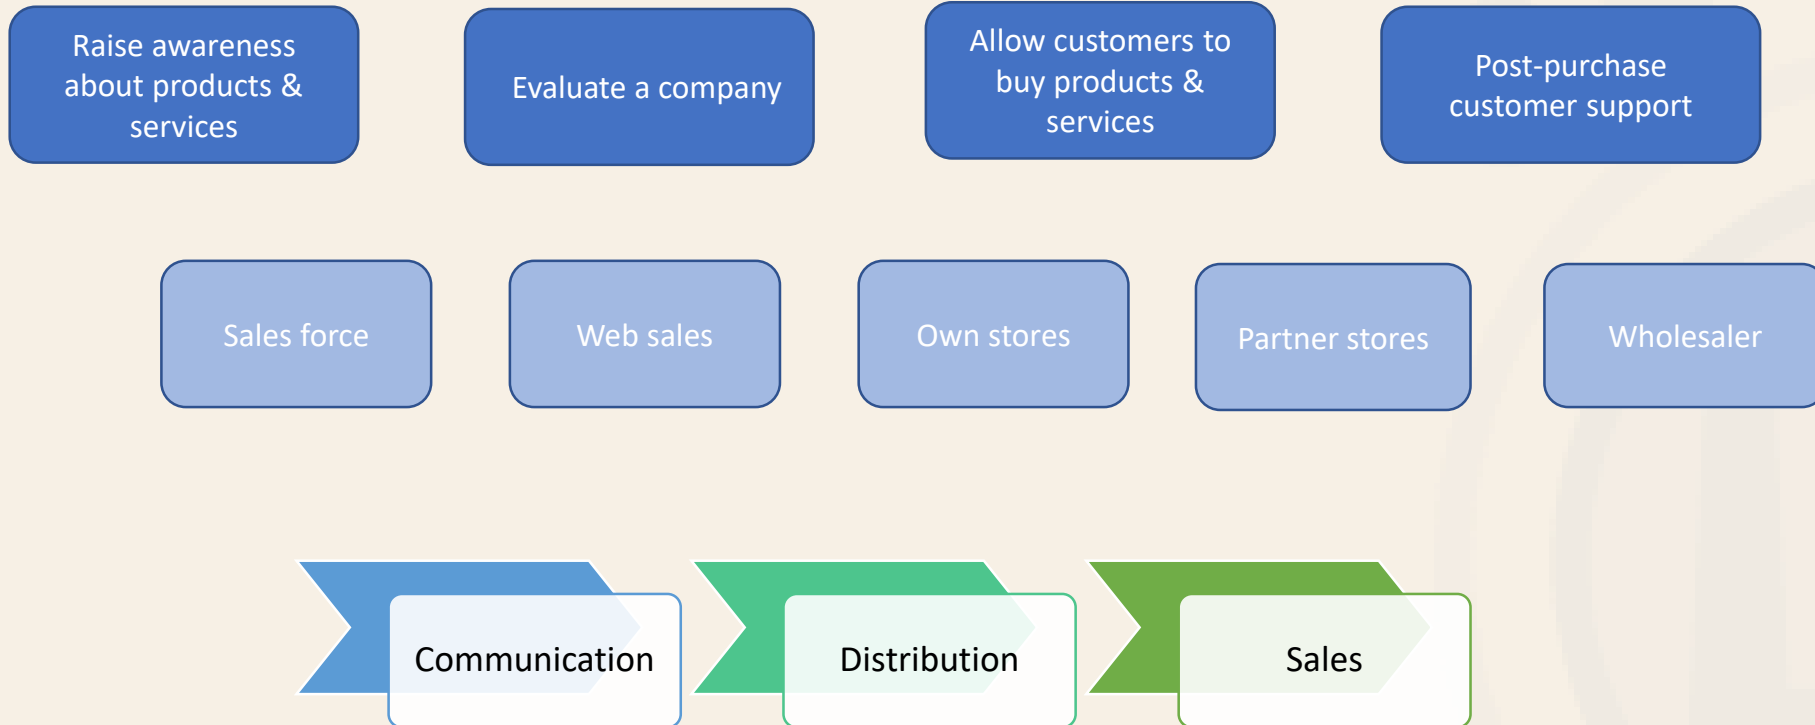 Raise awareness
about products &
services
Evaluate a company
Allow customers to
buy products &
services
Post-purchase
customer support
Sales force
Web sales
Own stores
Partner stores
Wholesaler
Communication
Distribution
Sales